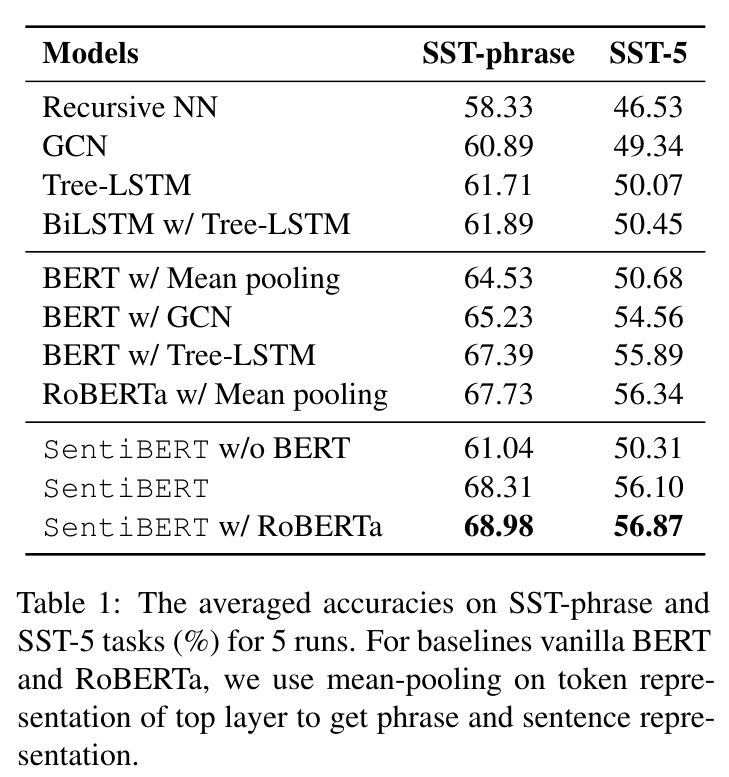 Models SST-phrase SST-5
Recursive NN 58.33 46.53
GCN 60.89 49.34
Tree-LSTM 61.71 50.07
BiLSTM w/ Tree-LSTM 61.89 50.45
BERT w/ Mean pooling 64.53 50.68
BERT w/ GCN 65.23 54.56
BERT w/ Tree-LSTM 67.39 55.89
RoBERTa w/ Mean pooling 67.73 56.34
SentiBERT w/o BERT 61.04 50.31
SentiBERT 68.31 56.10
SentiBERT w/ RoBERTa 68.98 56.87
Table 1: The averaged accuracies on SST-phrase and
SST-5 tasks (%) for 5 runs. For baselines vanilla BERT
and RoBERTa, we use mean-pooling on token repre-
sentation of top layer to get phrase and sentence repre-
sentation.